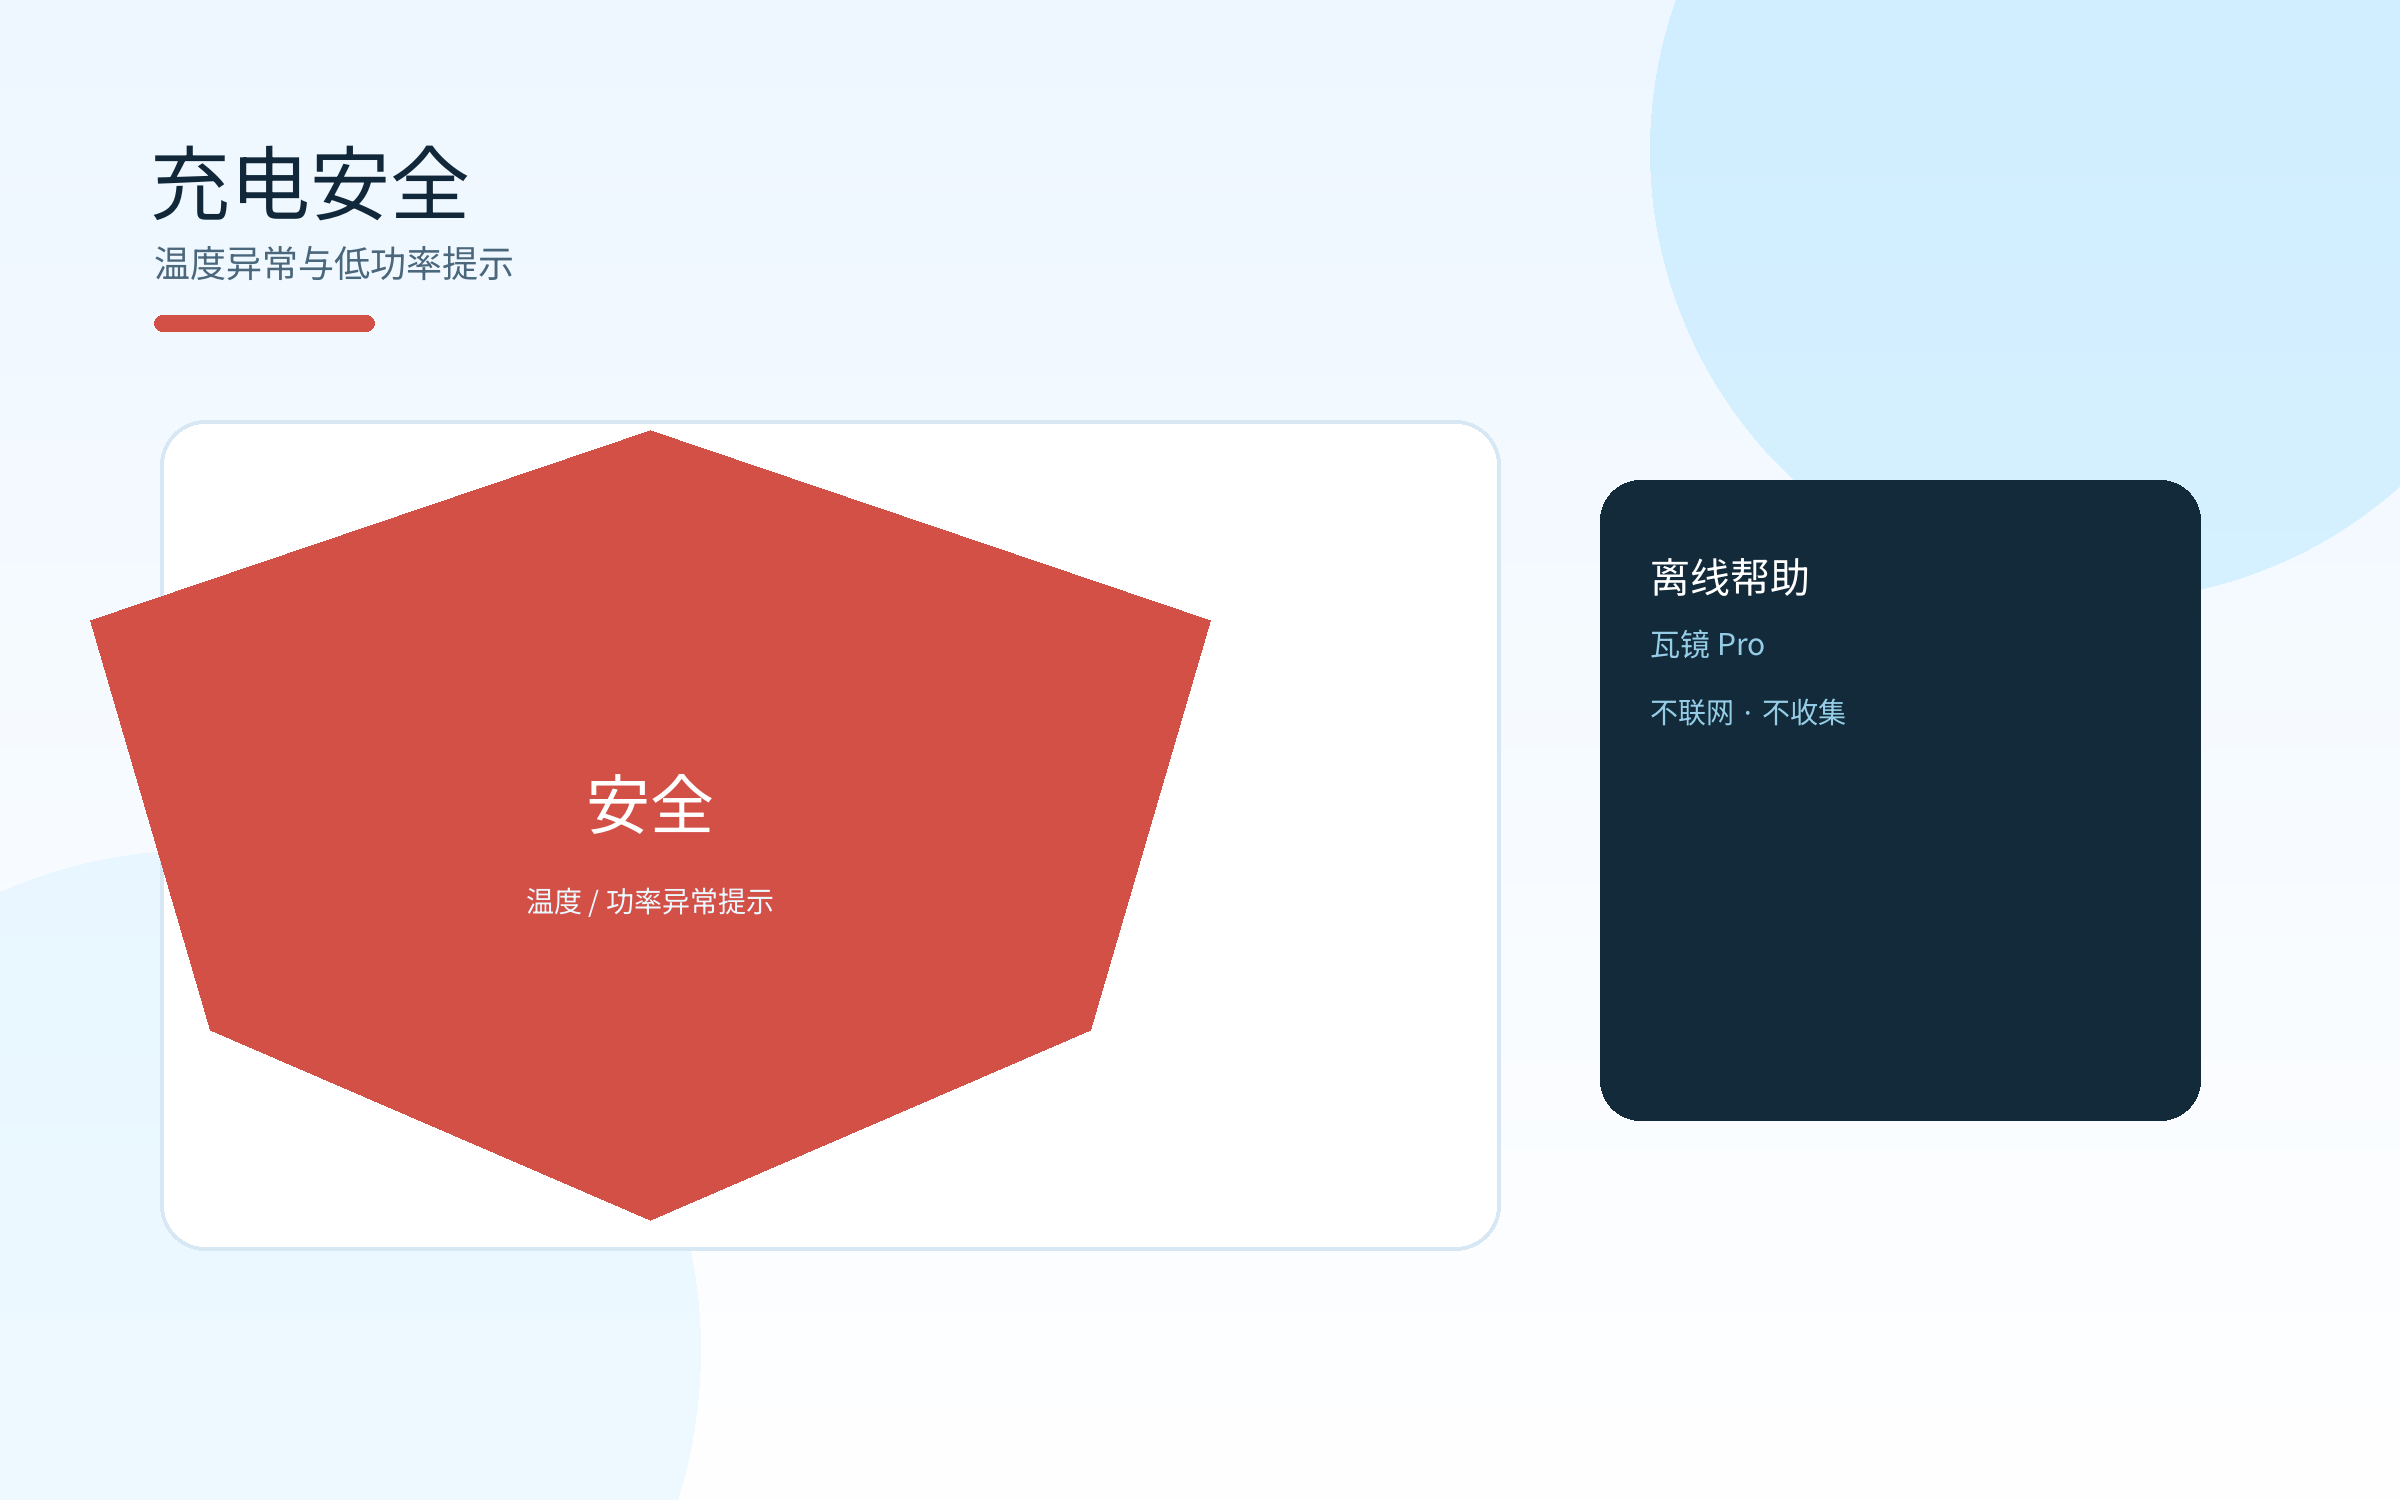 充电安全
温度异常与低功率提示
安全
温度 / 功率异常提示
离线帮助
瓦镜 Pro
不联网 · 不收集